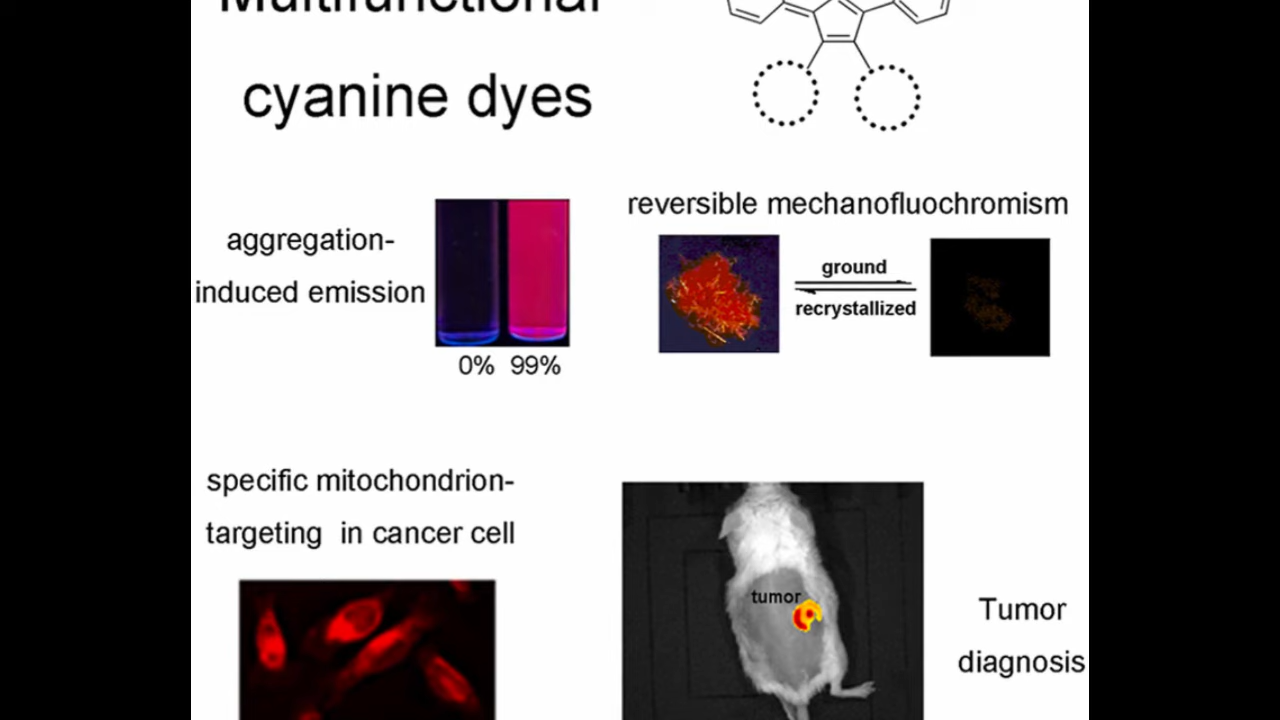 Multifunctional
cyanine dyes
reversible mechanofluochromism
aggregation-
induced emission
ground
recrystallized
0% 99%
specific mitochondrion-
targeting in cancer cell
tumor
Tumor
diagnosis